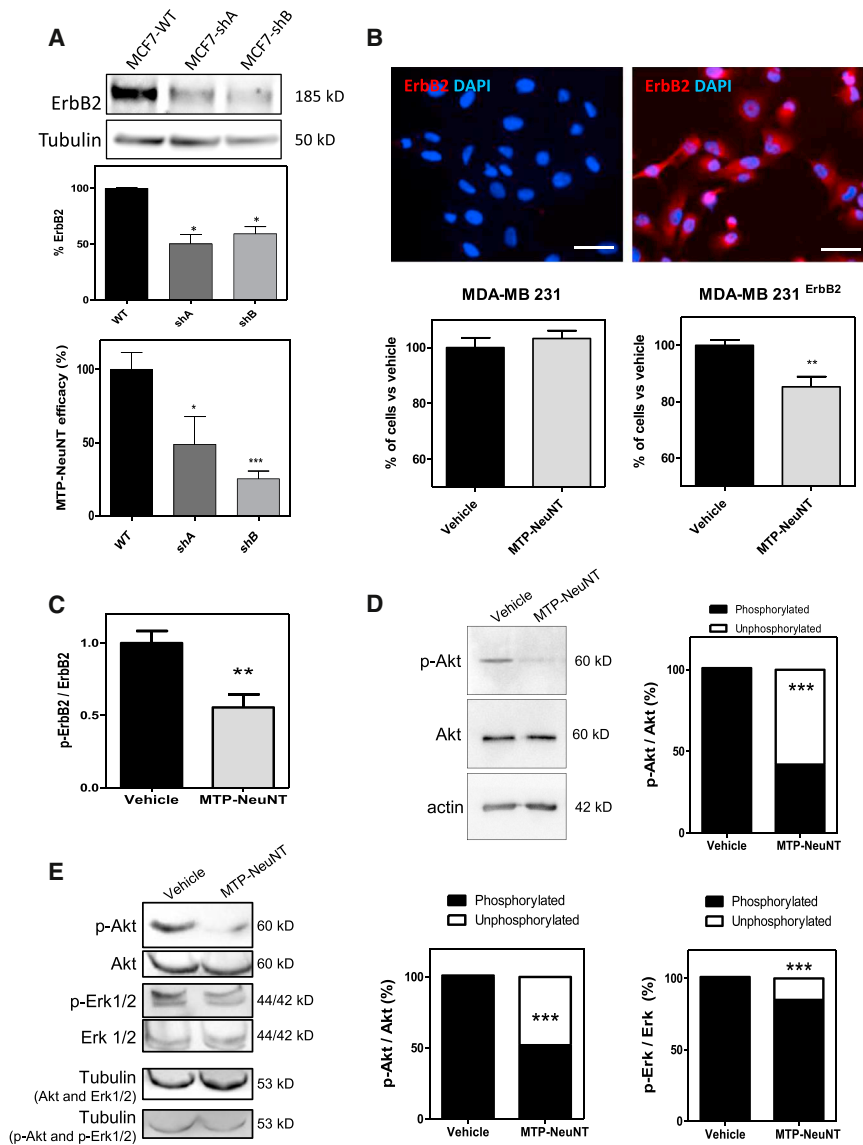 A
MCF7-WT
MCF7-shA
MCF7-shB
ErbB2
185 kD
Tubulin
50 kD
% ErbB2
100
50
0
*
*
WT
shA
shB
MTP-NeuNT efficacy (%)
100
50
0
*
***
WT
shA
shB
B
ErbB2 DAPI
ErbB2 DAPI
MDA-MB 231
% of cells vs vehicle
100
80
60
Vehicle
MTP-NeuNT
MDA-MB 231 ErbB2
% of cells vs vehicle
100
80
60
**
Vehicle
MTP-NeuNT
C
p-ErbB2 / ErbB2
1.0
0.5
0.0
**
Vehicle
MTP-NeuNT
D
Vehicle
MTP-NeuNT
p-Akt
60 kD
Akt
60 kD
actin
42 kD
Phosphorylated
Unphosphorylated
p-Akt / Akt (%)
100
50
0
***
Vehicle
MTP-NeuNT
E
Vehicle
MTP-NeuNT
p-Akt
60 kD
Akt
60 kD
p-Erk1/2
44/42 kD
Erk 1/2
44/42 kD
Tubulin
(Akt and Erk1/2)
53 kD
Tubulin
(p-Akt and p-Erk1/2)
53 kD
Phosphorylated
Unphosphorylated
p-Akt / Akt (%)
100
50
0
***
Vehicle
MTP-NeuNT
Phosphorylated
Unphosphorylated
p-Erk / Erk (%)
100
50
0
***
Vehicle
MTP-NeuNT